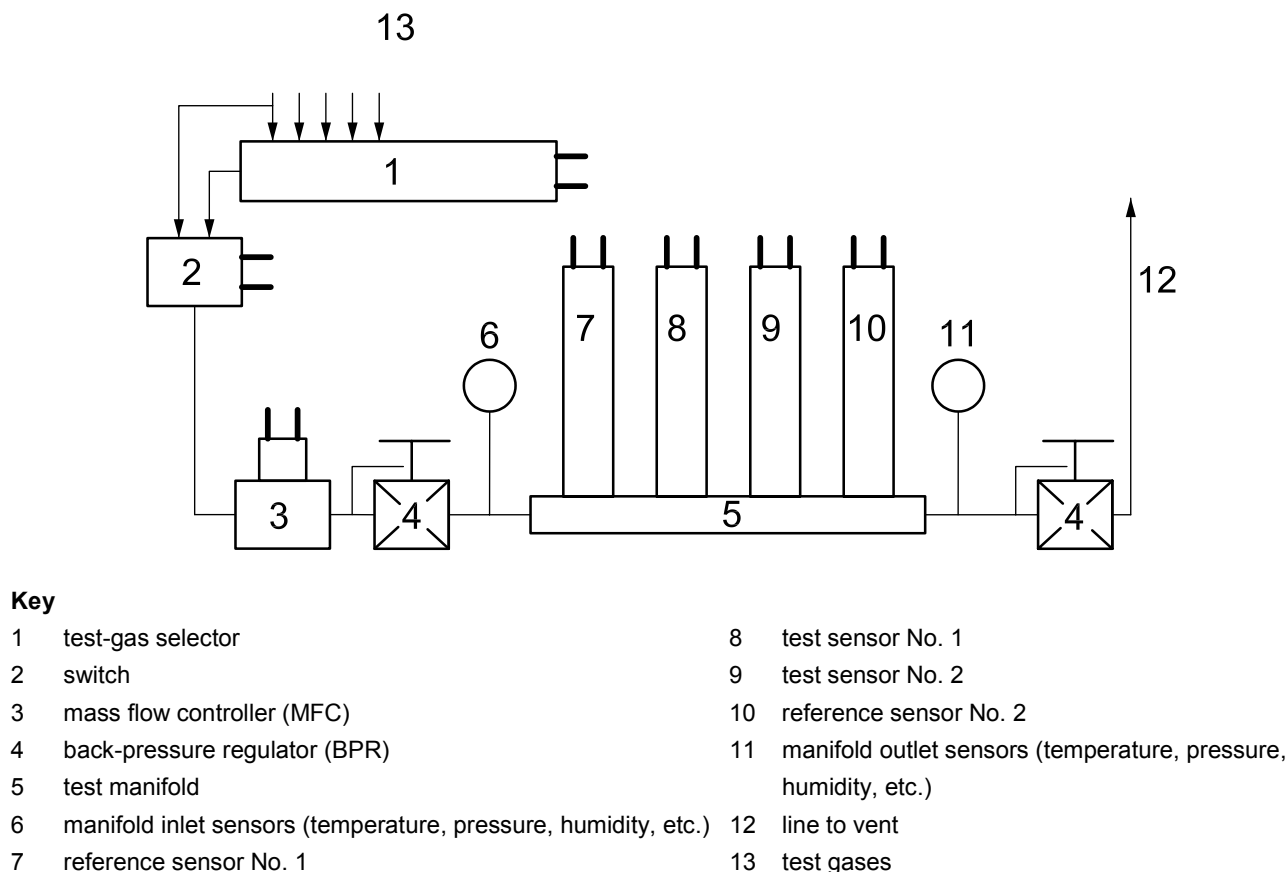 13
1
2
12
6
7
8
9
10
11
3
4
5
4
Key
1 test-gas selector
2 switch
3 mass flow controller (MFC)
4 back-pressure regulator (BPR)
5 test manifold
6 manifold inlet sensors (temperature, pressure, humidity, etc.)
7 reference sensor No. 1
8 test sensor No. 1
9 test sensor No. 2
10 reference sensor No. 2
11 manifold outlet sensors (temperature, pressure,
humidity, etc.)
12 line to vent
13 test gases